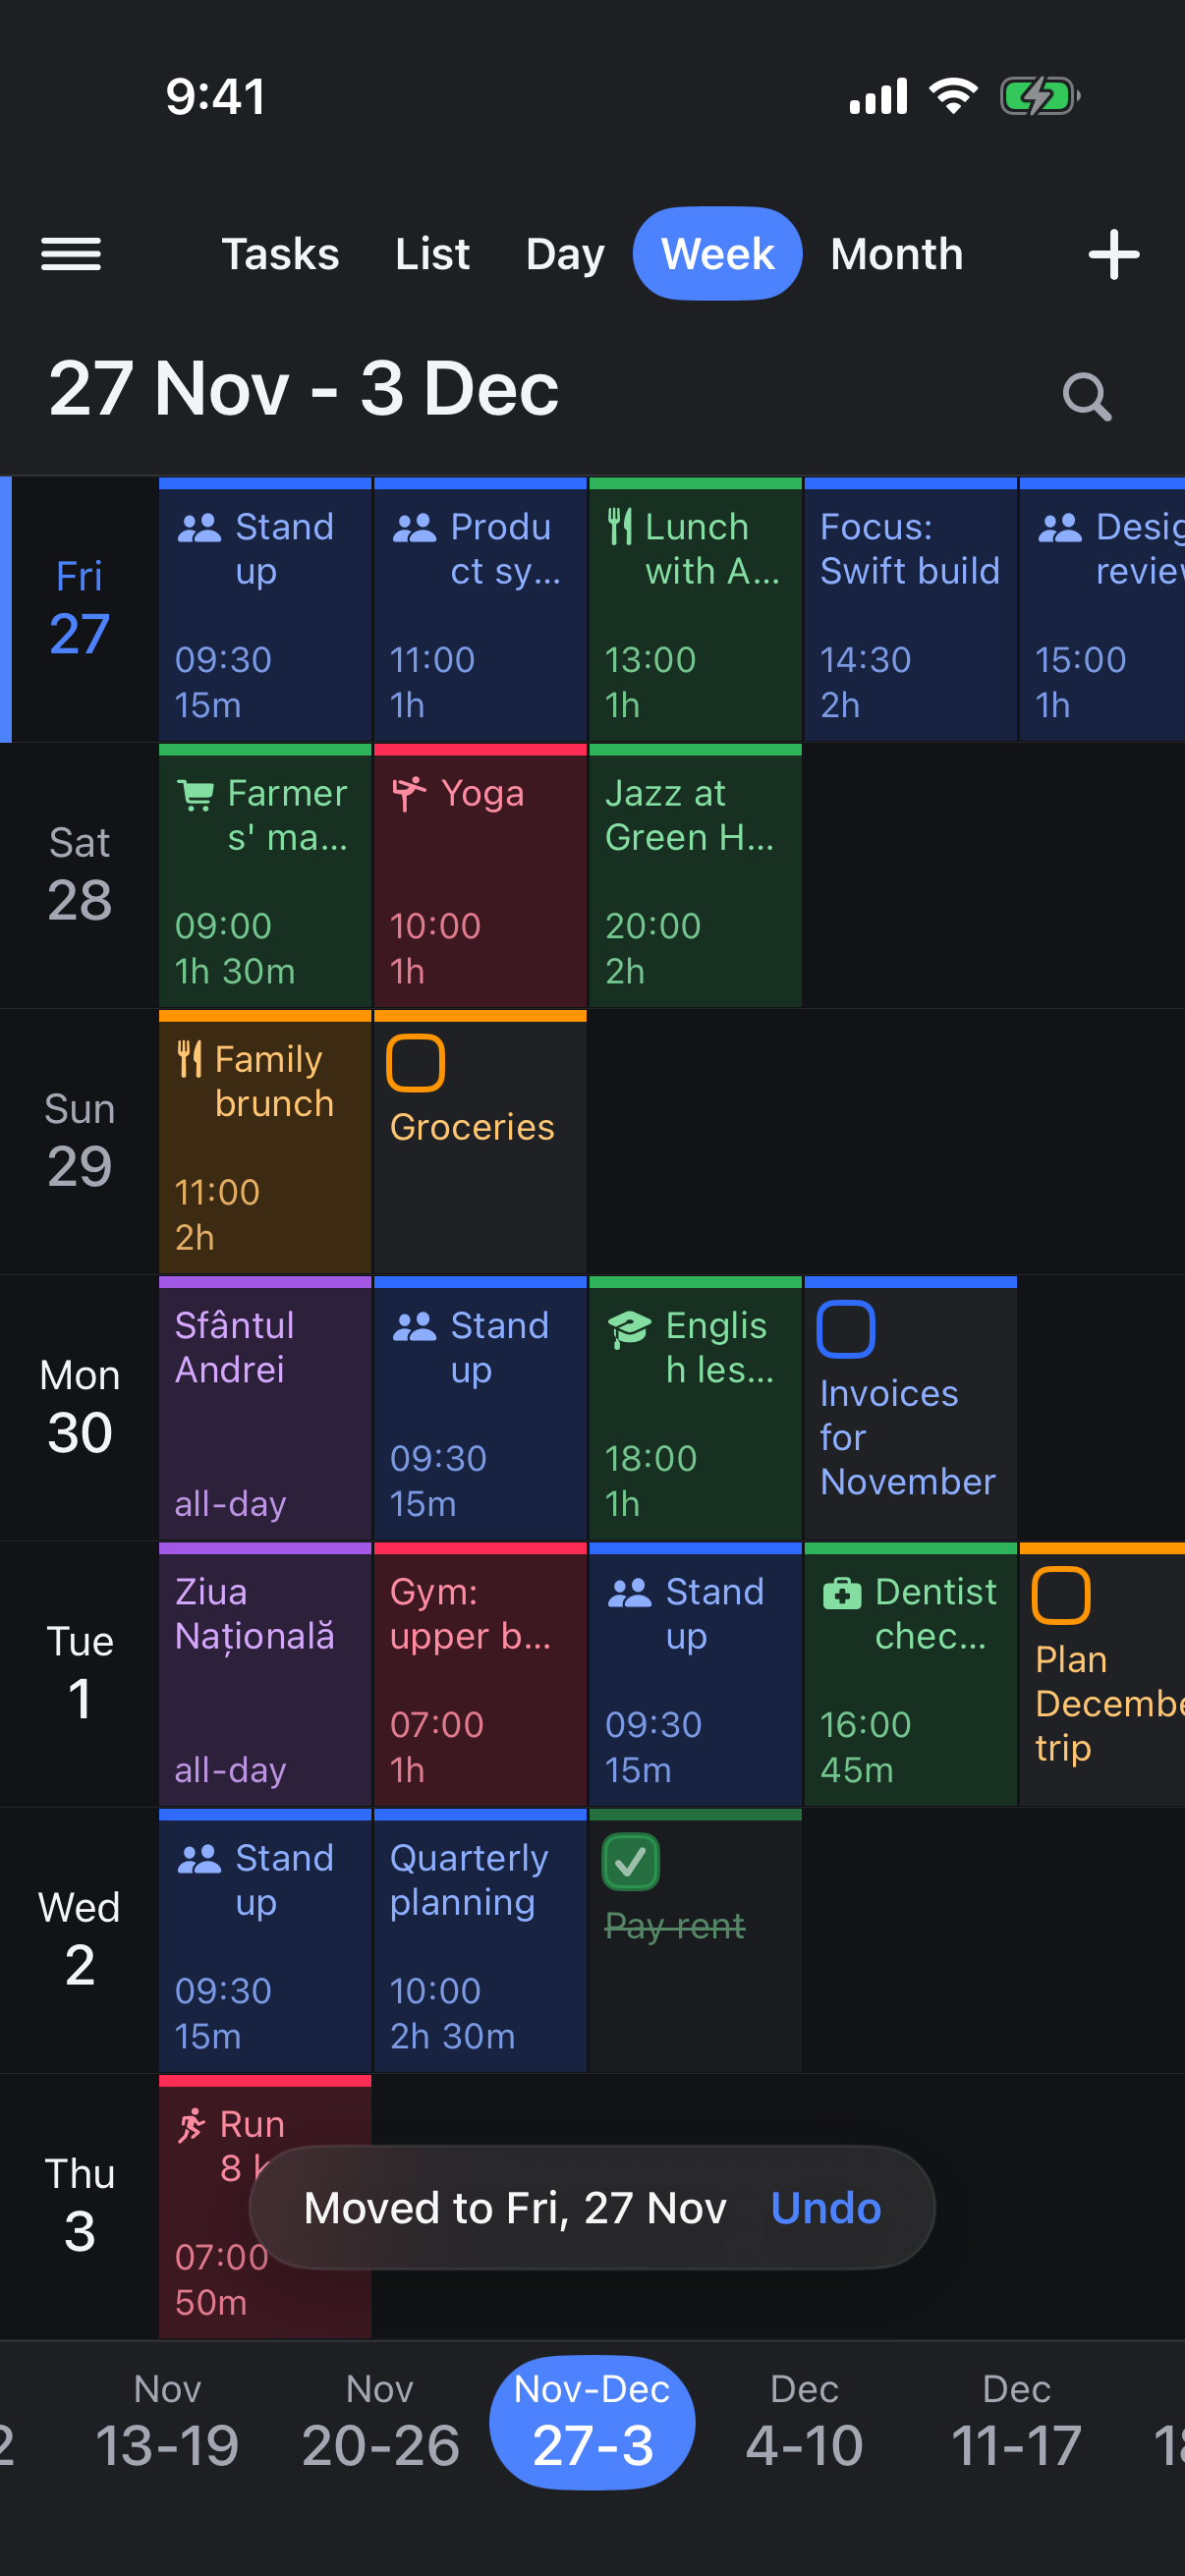 9:41
Tasks List Day Week Month
27 Nov - 3 Dec
Fri
27
Stand
up
09:30
15m
Produ
ct sy...
11:00
1h
Lunch
with A...
13:00
1h
Focus:
Swift build
14:30
2h
Desig
review
15:00
1h
Sat
28
Farmer
s' ma...
09:00
1h 30m
Yoga
10:00
1h
Jazz at
Green H...
20:00
2h
Sun
29
Family
brunch
11:00
2h
Groceries
Mon
30
Sfântul
Andrei
all-day
Stand
up
09:30
15m
Englis
h les...
18:00
1h
Invoices
for
November
Tue
1
Ziua
Națională
all-day
Gym:
upper b...
07:00
1h
Stand
up
09:30
15m
Dentist
chec...
16:00
45m
Plan
Decembe
trip
Wed
2
Stand
up
09:30
15m
Quarterly
planning
10:00
2h 30m
Pay rent
Thu
3
Run
8 k
07:00
50m
Moved to Fri, 27 Nov Undo
Nov
13-19
Nov
20-26
Nov-Dec
27-3
Dec
4-10
Dec
11-17